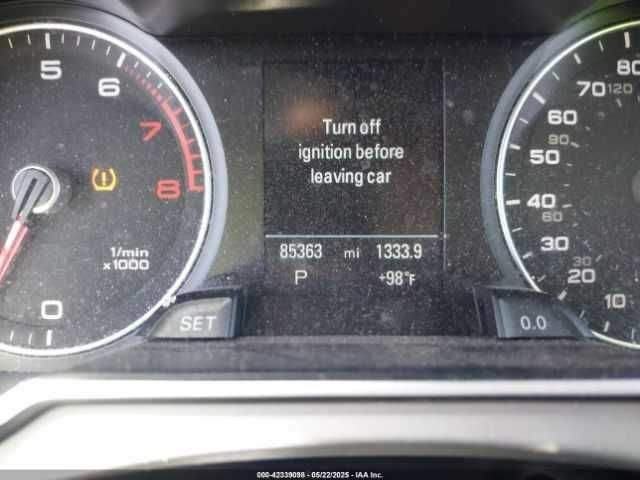 5 6
7
8
1/min
x1000
0
SET
Turn off
ignition before
leaving car
85363 mi 1333.9
P +98°F
80
70 120
60
90
50
40
60
30
30
20
10
0.0
000-42339098 - 05/22/2025 - IAA Inc.